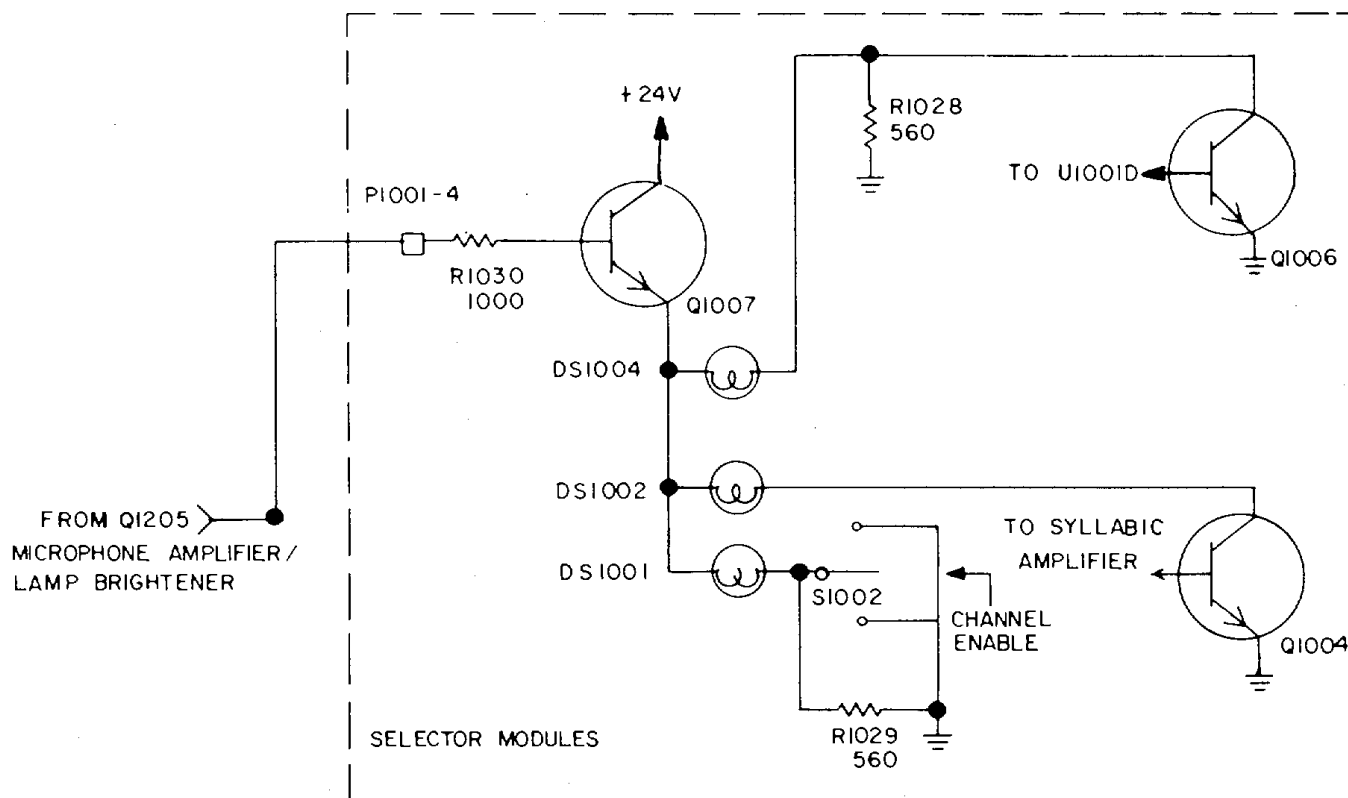 +24V
R1028
560
TO U1001D
P1001-4
R1030
1000
Q1007
Q1006
DS1004
DS1002
FROM Q1205
MICROPHONE AMPLIFIER/
LAMP BRIGHTENER
DS1001
S1002
CHANNEL
ENABLE
TO SYLLABIC
AMPLIFIER
Q1004
R1029
560
SELECTOR MODULES